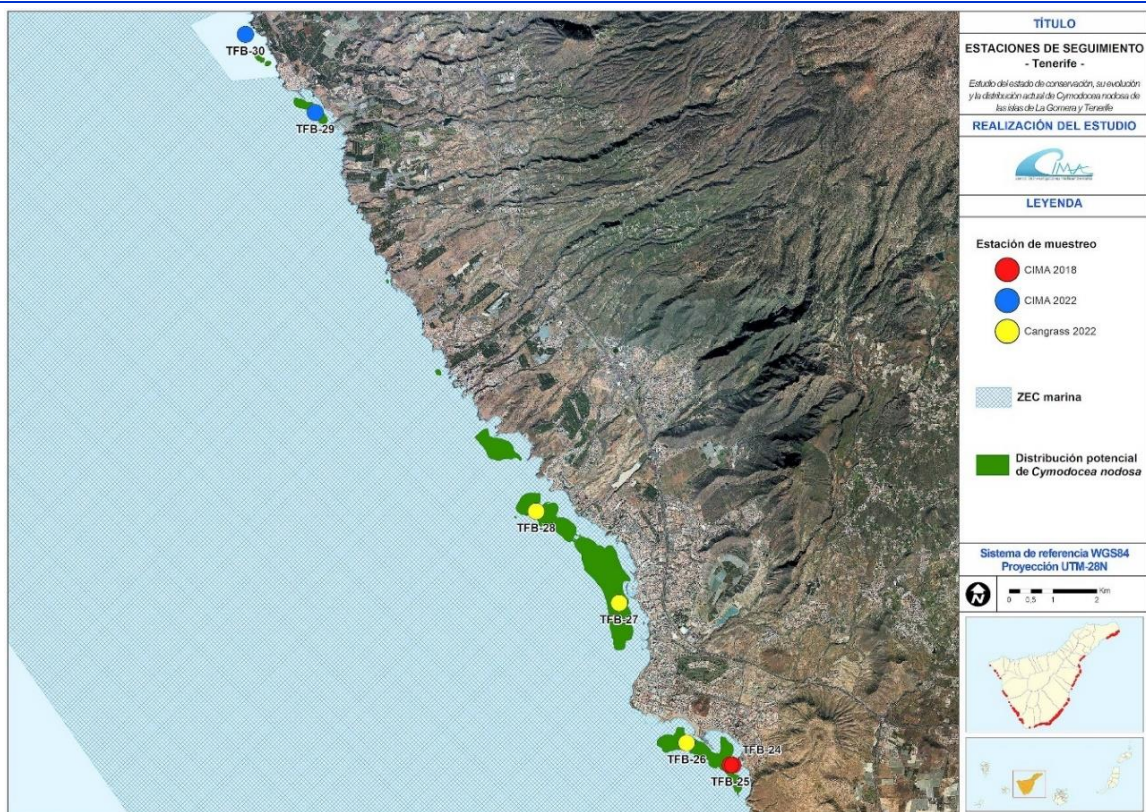 TFB-30
TFB-29
TFB-28
TFB-27
TFB-26
TFB-24
TFB-25
TÍTULO
ESTACIONES DE SEGUIMIENTO
- Tenerife -
Estudio del estado de conservación, su evolución
y la distribución actual de Cymodocea nodosa de
las islas de La Gomera y Tenerife
REALIZACIÓN DEL ESTUDIO
CIMA
LEYENDA
Estación de muestreo
CIMA 2018
CIMA 2022
Cangrass 2022
ZEC marina
Distribución potencial
de Cymodocea nodosa
Sistema de referencia WGS84
Proyección UTM-28N
N
Km
0 0,5 1 2